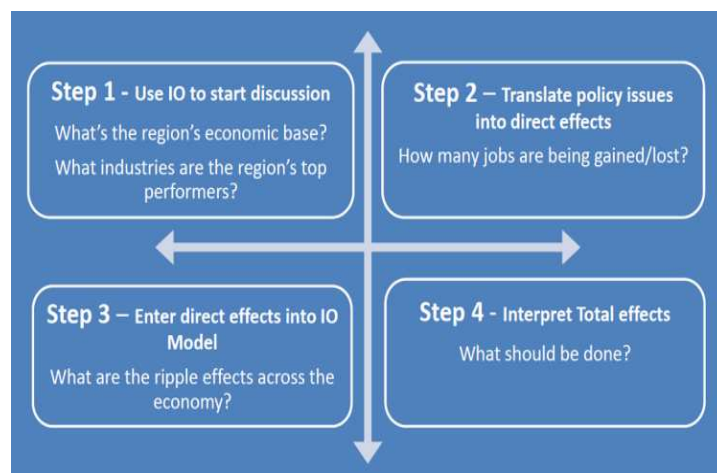 Step 1 - Use IO to start discussion
What's the region's economic base?
What industries are the region's top
performers?
Step 2 – Translate policy issues
into direct effects
How many jobs are being gained/lost?
Step 3 – Enter direct effects into IO
Model
What are the ripple effects across the
economy?
Step 4 - Interpret Total effects
What should be done?